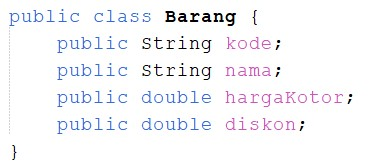 public class Barang {
    public String kode;
    public String nama;
    public double hargaKotor;
    public double diskon;
}